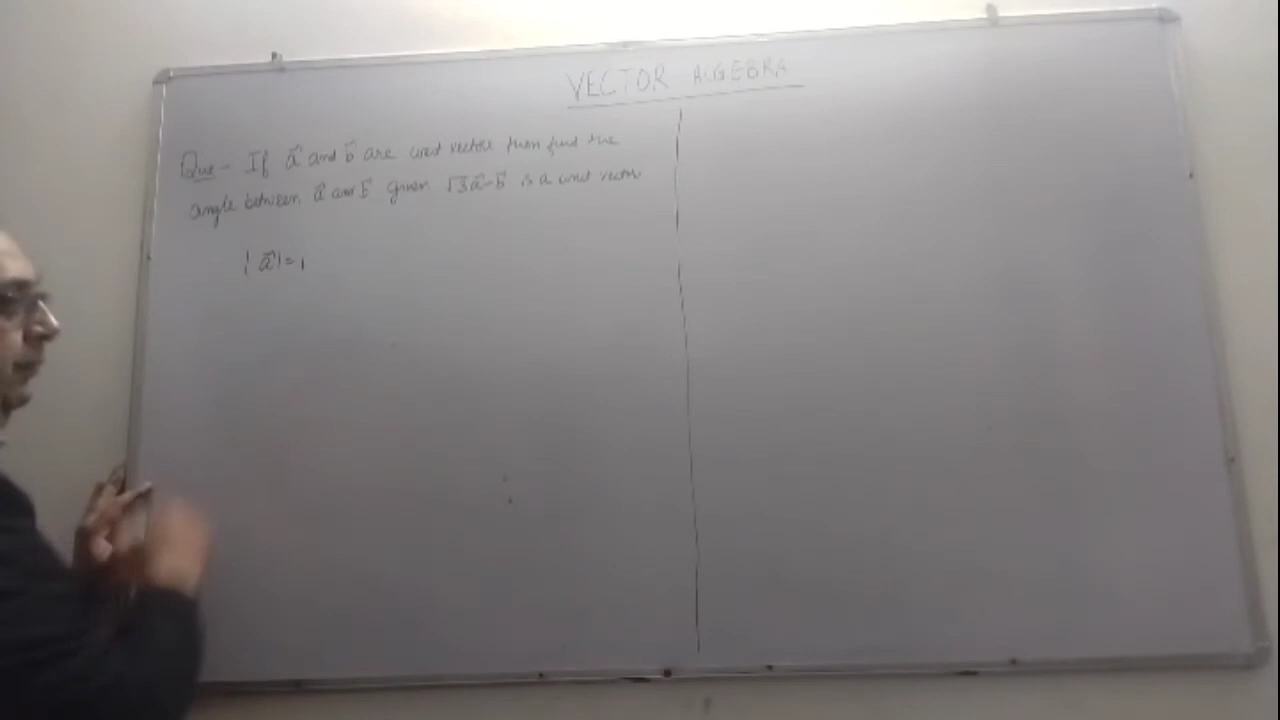 VECTOR ALGEBRA
Que - If a⃗ and b⃗ are unit vector then find the
angle between a⃗ and b⃗ given √3a⃗-b⃗ is a unit vector
|a⃗|=1